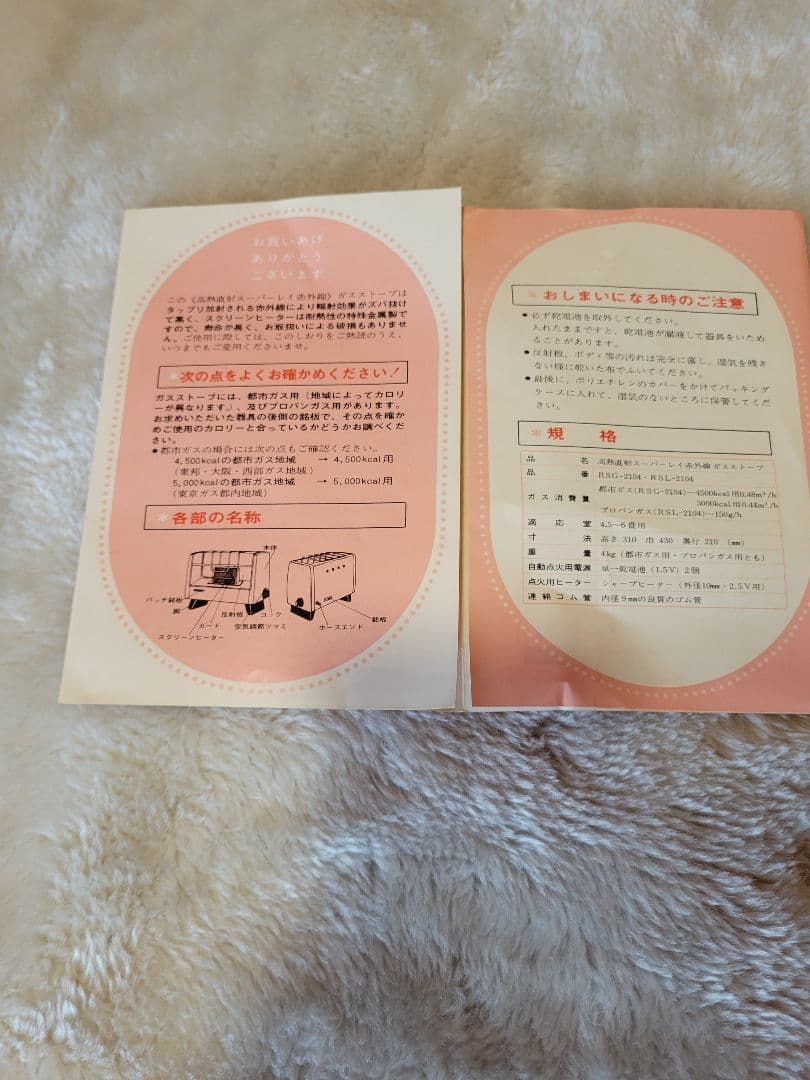 お買いあげ
ありがとう
ございます
この《高熱直射スーパーレイ赤外線》ガスストーブは
タップリ放射される赤外線により輻射効果がズバ抜け
て高く、スクリーンヒーターは耐熱性の特殊金属製で
すので、寿命が長く、お取扱いによる破損もありませ
ん。ご使用に際しては、このしおりをご熟読のうえ、
いつまでもご愛用くださいませ。
*次の点をよくお確かめください!
ガスストーブには、都市ガス用(地域によってカロリ
ーが異なります。)、及びプロパンガス用があります。
お求めいただいた器具の後側の銘板で、その点を確か
めご使用のカロリーと合っているかどうかお調べくだ
さい。
●都市ガスの場合には次の点もご確認ください。
4,500kcalの都市ガス地域 → 4,500kcal用
(東邦・大阪・西部ガス地域)
5,000kcalの都市ガス地域 → 5,000kcal用
(東京ガス都内地域)
*各部の名称
本体
パッチ銘板
脚
反射板
コック
ガード
空気調節ツマミ
スクリーンヒーター
ホースエンド
銘板
*おしまいになる時のご注意
●必ず乾電池を取外してください。
入れたままですと、乾電池が漏液して器具をいため
ることがあります。
●反射板、ボディ等の汚れは完全に落し、湿気を残さ
ない様に乾いた布でふいてください。
●最後に、ポリエチレンのカバーをかけてパッキング
ケースに入れて、湿気のないところに保管してくだ
さい。
*規 格
品 名 高熱直射スーパーレイ赤外線ガスストーブ
品 番 RSG-2104・RSL-2104
ガス消費量 都市ガス(RSG-2104)…4500kcal用0.48m³/h
5000kcal用0.44m³/h
プロパンガス(RSL-2104)…150g/h
適 応 室 4.5〜6畳用
寸 法 高さ 310 巾 430 奥行 210 (mm)
重 量 4kg(都市ガス用・プロパンガス用とも)
自動点火用電源 単一乾電池(1.5V)2個
点火用ヒーター シャープヒーター(外径10mm・2.5V用)
連絡ゴム管 内径9mmの良質のゴム管